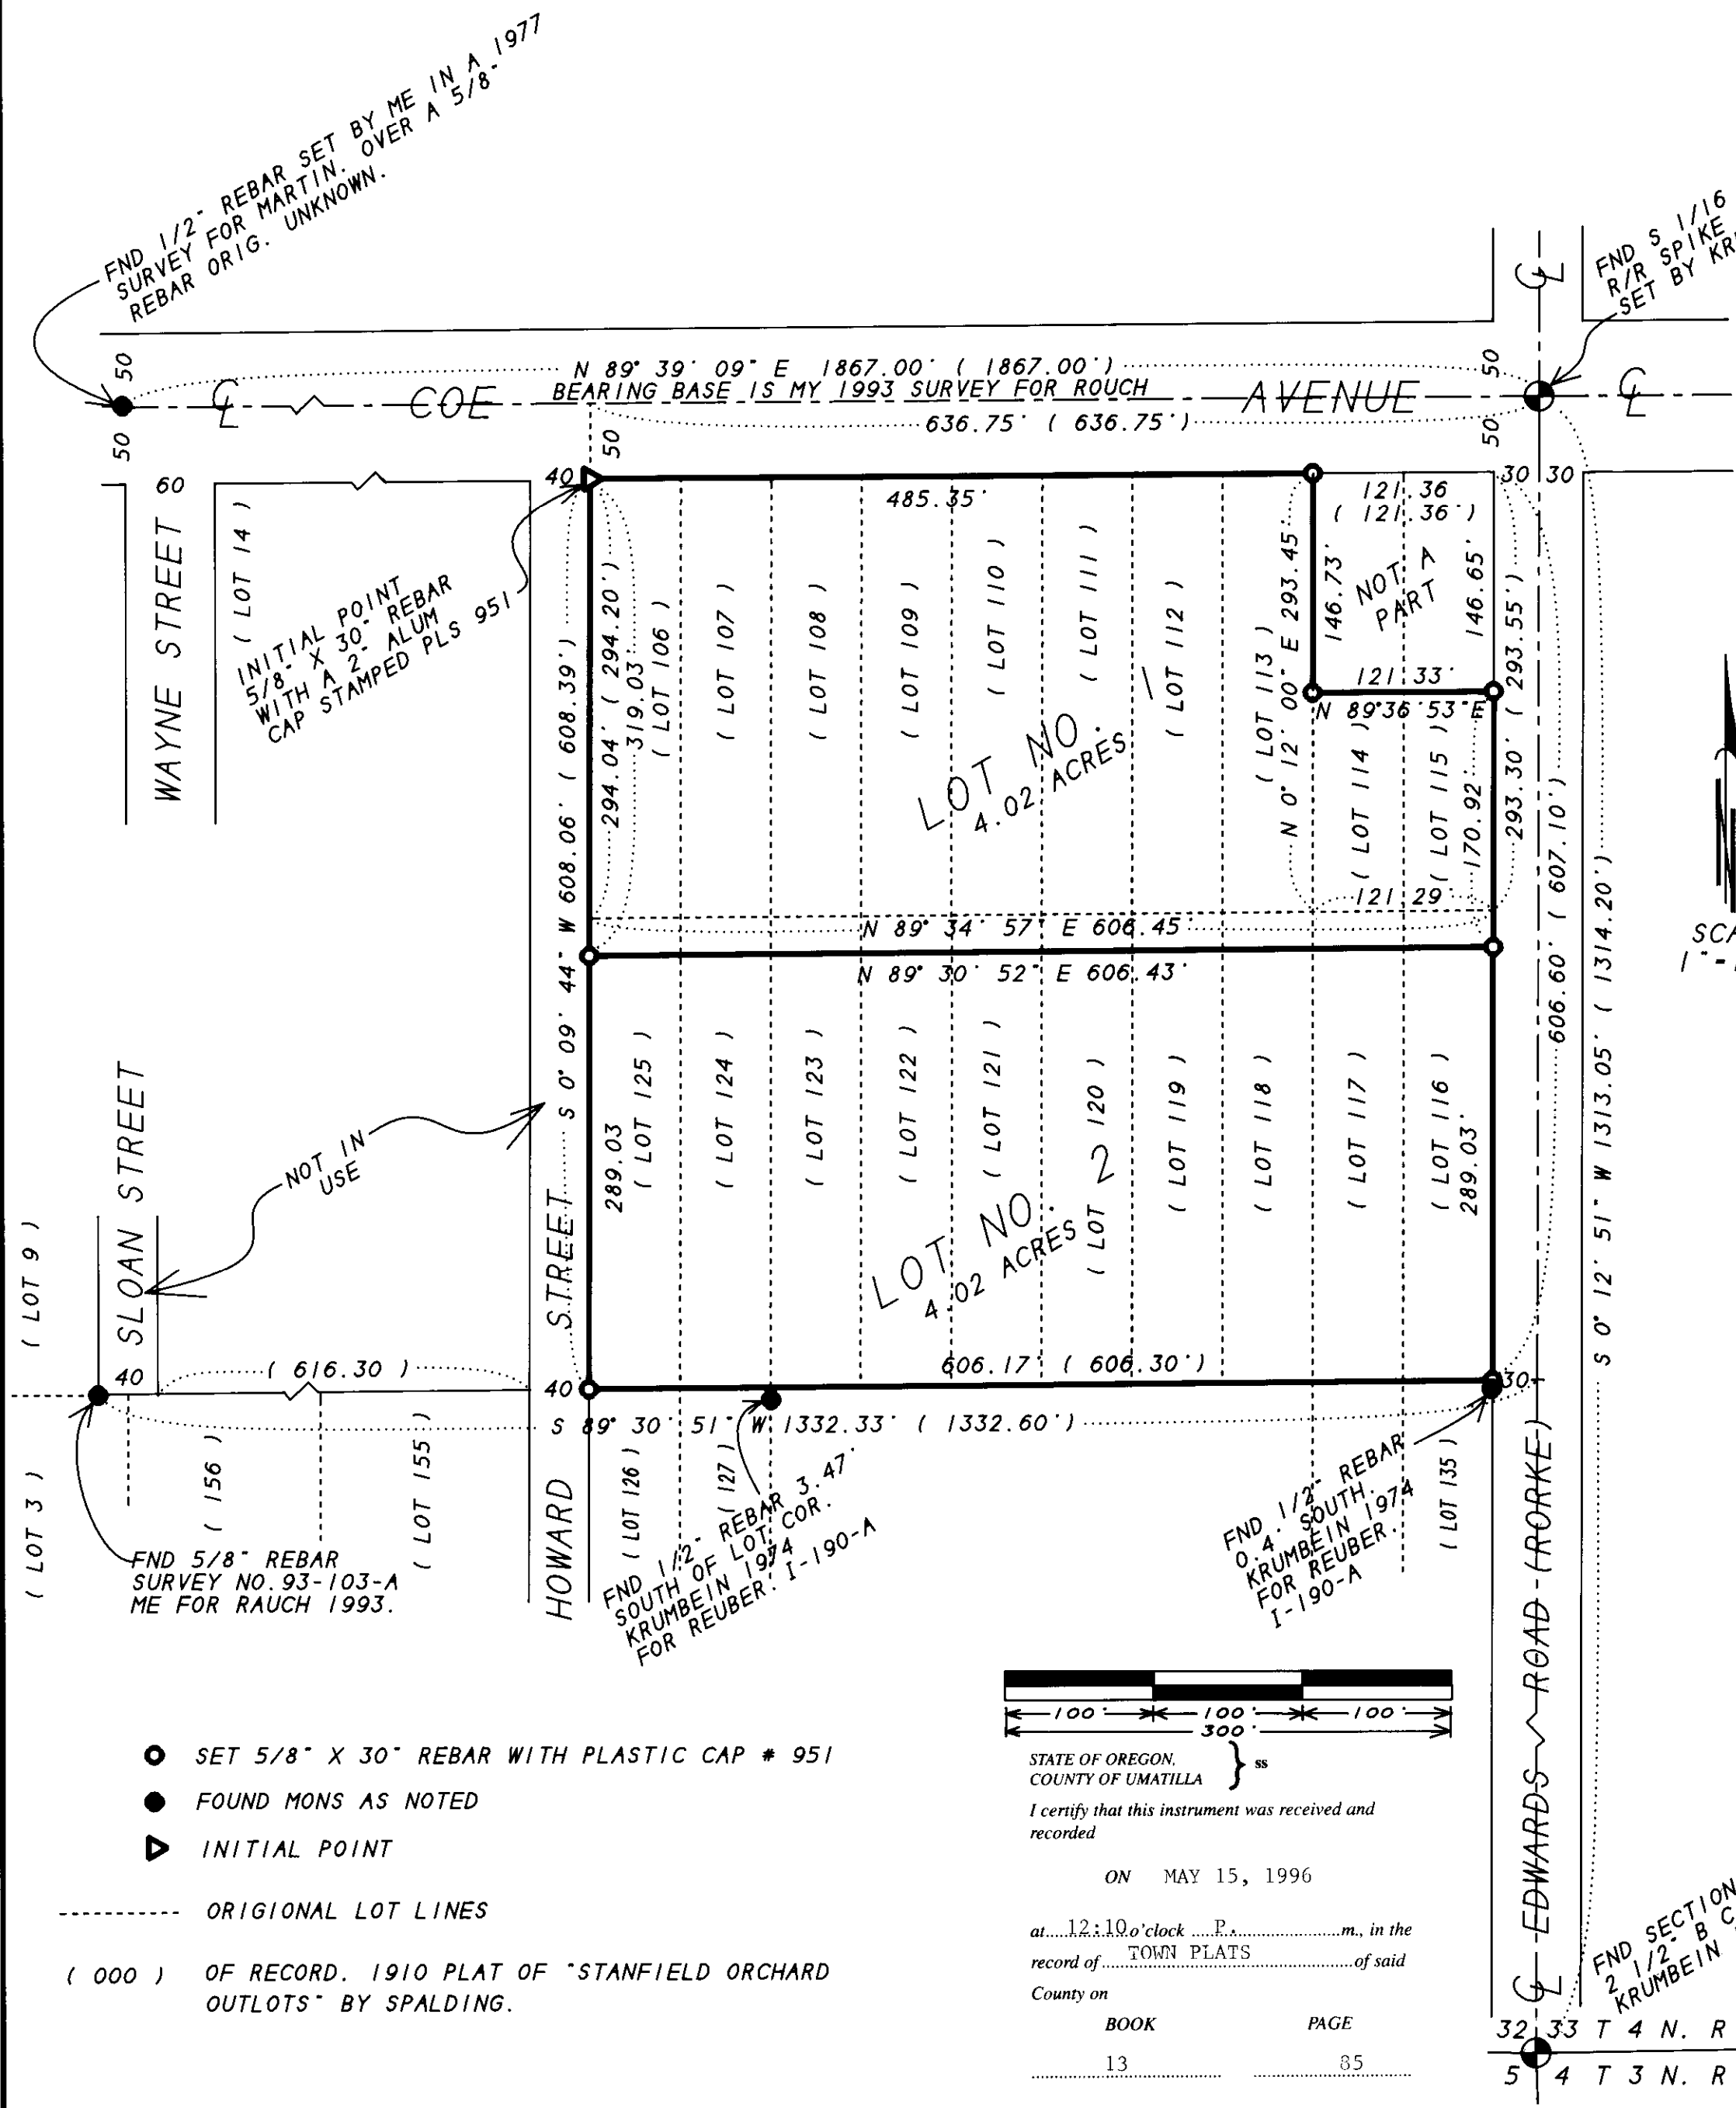 FND 1/2" REBAR SET BY ME IN A 1977
SURVEY FOR MARTIN. OVER A 5/8"
REBAR ORIG. UNKNOWN.
FND S 1/16
R/R SPIKE
SET BY
50
N 89° 39' 09" E 1867.00' ( 1867.00')
50
COE
BEARING BASE IS MY 1993 SURVEY FOR ROUCH
AVENUE
636.75' ( 636.75')
50
50
50
60
40
485.35'
121.36
( 121.36')
30
30
WAYNE STREET
( LOT 14 )
INITIAL POINT
5/8" X 30" REBAR
WITH A 2" ALUM
CAP STAMPED PLS 951
294.04' ( 294.20')
319.03'
( LOT 106 )
( LOT 107 )
( LOT 108 )
( LOT 109 )
( LOT 110 )
( LOT 111 )
( LOT 112 )
( LOT 113 )
N 0° 12' 00" E 293.45'
146.73'
NOT A
PART
146.65'
121.33'
N 89°36'53"E
( LOT 114 )
( LOT 115 )
170.92'
293.30' ( 293.55')
LOT NO. 1
4.02 ACRES
121.29
N 89° 34' 57" E 606.45
N 89° 30' 52" E 606.43'
S 0° 09' 44" W 608.06' ( 608.39')
606.60' ( 607.10')
S 0° 12' 51" W 1313.05' ( 1314.20')
SCA
1"=1
NOT IN
USE
SLOAN STREET
( LOT 9 )
289.03
( LOT 125 )
( LOT 124 )
( LOT 123 )
( LOT 122 )
( LOT 121 )
( LOT 120 )
( LOT 119 )
( LOT 118 )
( LOT 117 )
( LOT 116 )
289.03'
LOT NO. 2
4.02 ACRES
40
( 616.30 )
40
606.17' ( 606.30')
30
S 89° 30' 51" W 1332.33' ( 1332.60')
HOWARD STREET
( LOT 3 )
( 156 )
( LOT 155 )
( LOT 126 )
( 127 )
( LOT 135 )
FND 5/8" REBAR
SURVEY NO. 93-103-A
ME FOR RAUCH 1993.
FND 1/2" REBAR 3.47'
SOUTH OF LOT COR.
KRUMBEIN 1974
FOR REUBER. I-190-A
FND 1/2" REBAR
0.4' SOUTH.
KRUMBEIN 1974
FOR REUBER.
I-190-A
EDWARDS ROAD (RORKE)
100' 100' 100'
300'
SET 5/8" X 30" REBAR WITH PLASTIC CAP # 951
FOUND MONS AS NOTED
INITIAL POINT
ORIGIONAL LOT LINES
( 000 ) OF RECORD. 1910 PLAT OF "STANFIELD ORCHARD
OUTLOTS" BY SPALDING.
STATE OF OREGON,
COUNTY OF UMATILLA } ss
I certify that this instrument was received and
recorded
ON MAY 15, 1996
at 12:10 o'clock P. m., in the
record of TOWN PLATS of said
County on
BOOK PAGE
13 85
FND SECTION
2 1/2" B C
KRUMBEIN
32 33 T 4 N. R
5 4 T 3 N. R